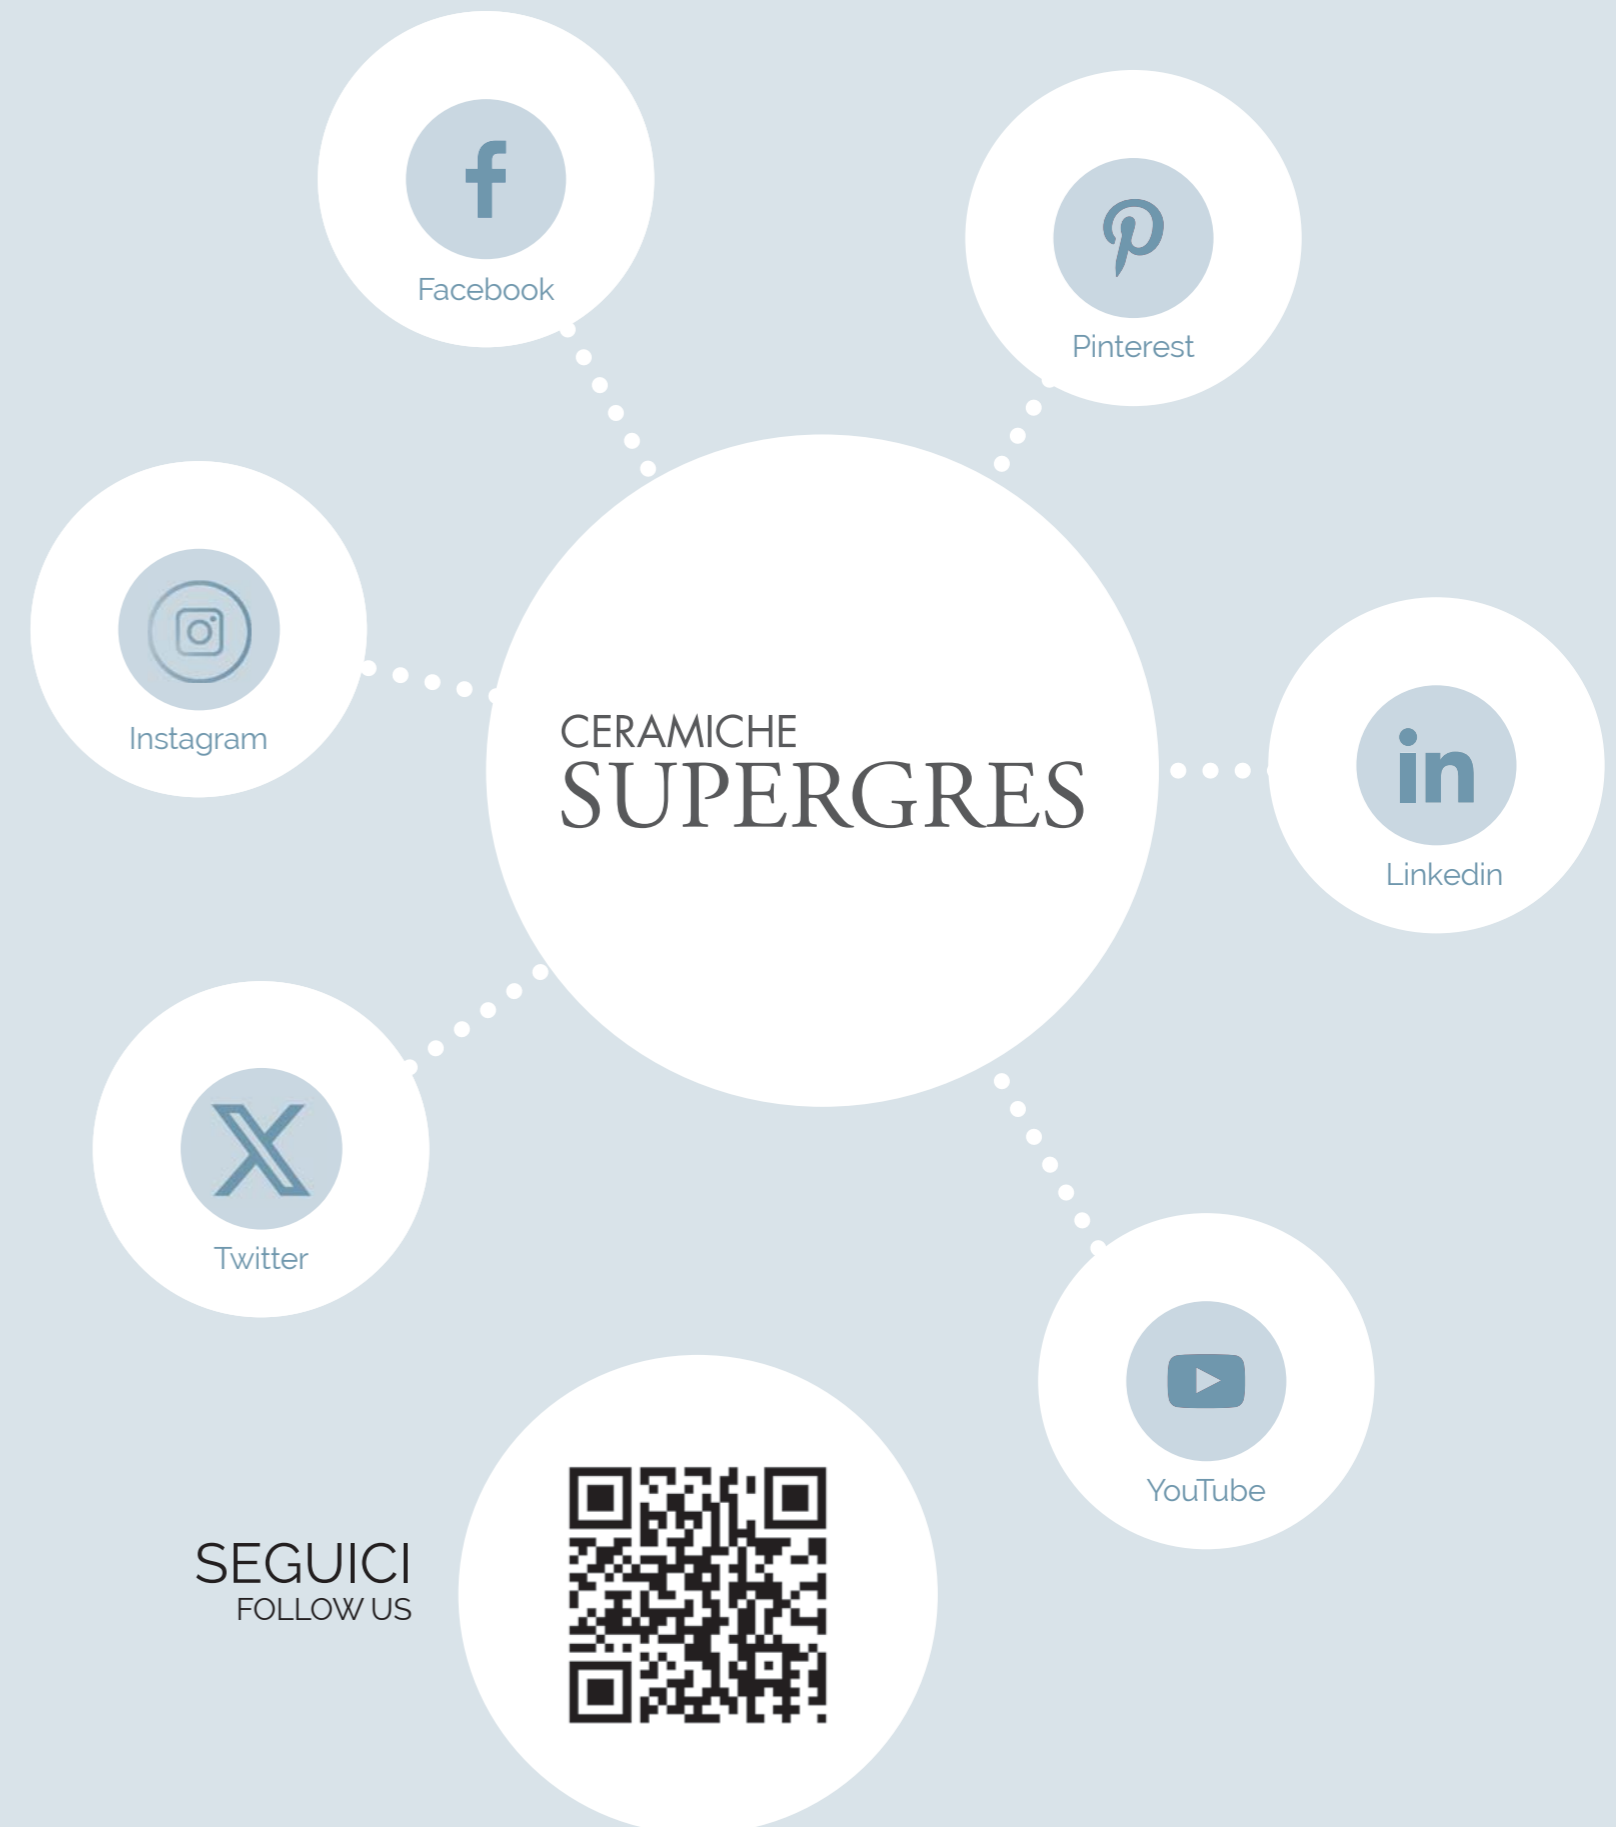 Facebook
Pinterest
Instagram
CERAMICHE
SUPERGRES
Linkedin
Twitter
YouTube
SEGUICI
FOLLOW US